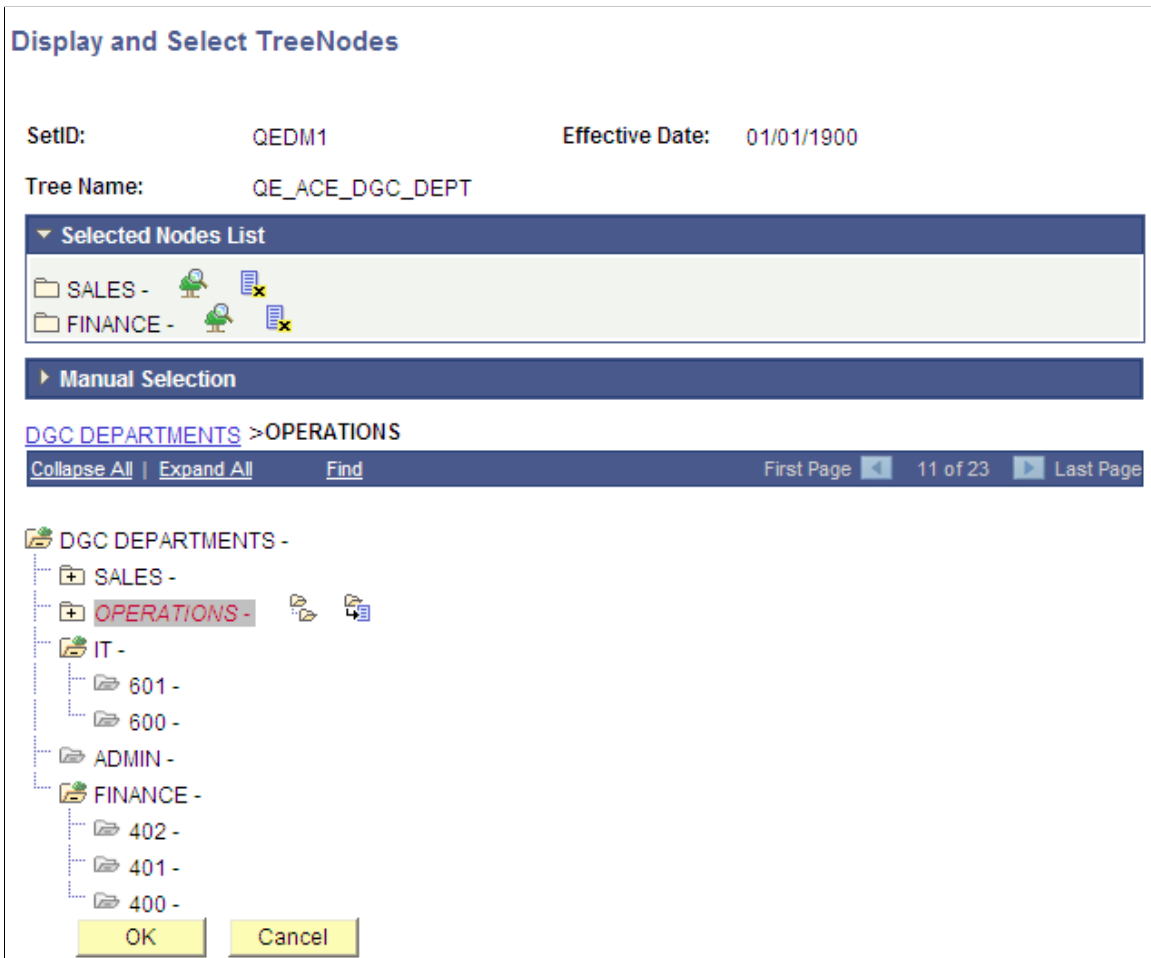 Display and Select TreeNodes
SetID: QEDM1 Effective Date: 01/01/1900
Tree Name: QE_ACE_DGC_DEPT
Selected Nodes List
SALES -
FINANCE -
Manual Selection
DGC DEPARTMENTS >OPERATIONS
Collapse All | Expand All Find First Page 11 of 23 Last Page
DGC DEPARTMENTS -
SALES -
OPERATIONS -
IT -
601 -
600 -
ADMIN -
FINANCE -
402 -
401 -
400 -
OK Cancel